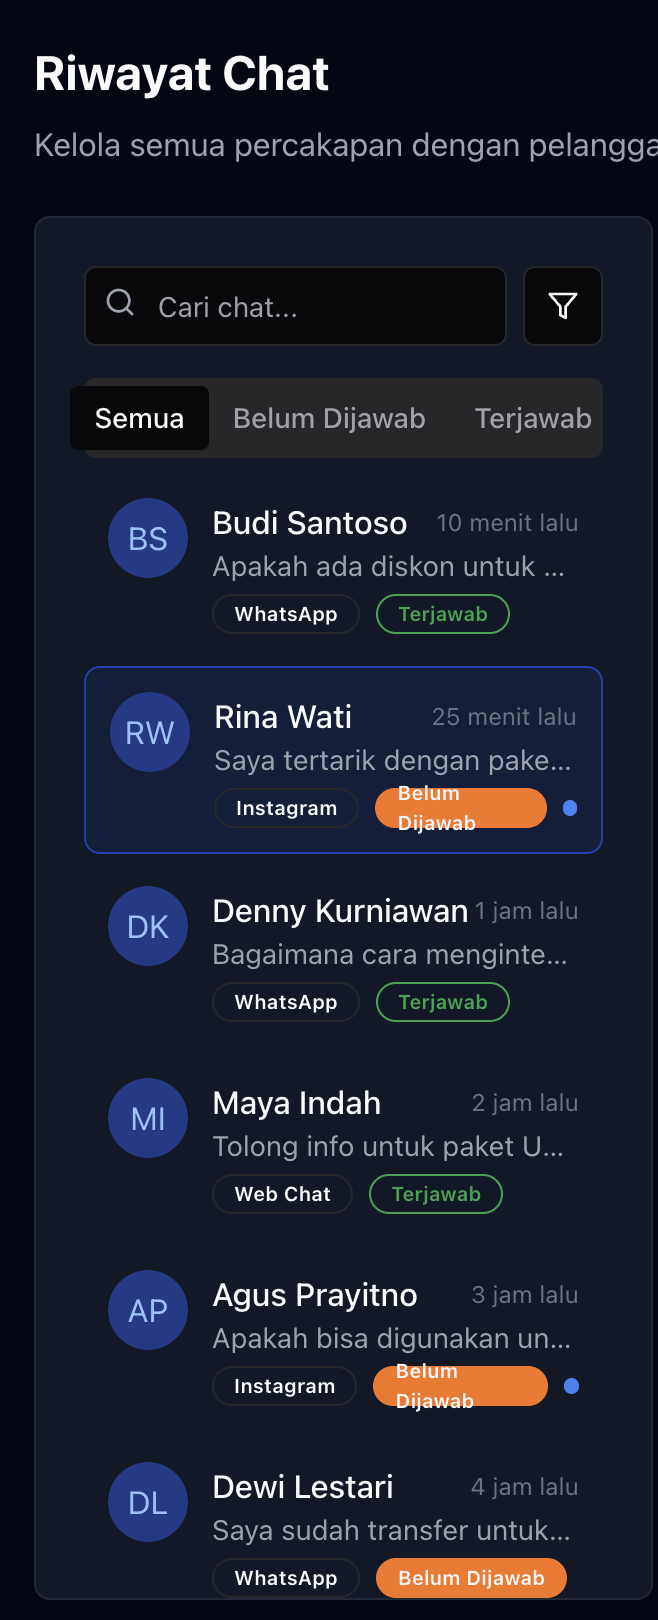 Riwayat Chat
Kelola semua percakapan dengan pelangga
Cari chat...
Semua Belum Dijawab Terjawab
BS Budi Santoso 10 menit lalu
Apakah ada diskon untuk ...
WhatsApp Terjawab
RW Rina Wati 25 menit lalu
Saya tertarik dengan pake...
Instagram Belum
Dijawab
DK Denny Kurniawan 1 jam lalu
Bagaimana cara menginte...
WhatsApp Terjawab
MI Maya Indah 2 jam lalu
Tolong info untuk paket U...
Web Chat Terjawab
AP Agus Prayitno 3 jam lalu
Apakah bisa digunakan un...
Instagram Belum
Dijawab
DL Dewi Lestari 4 jam lalu
Saya sudah transfer untuk...
WhatsApp Belum Dijawab